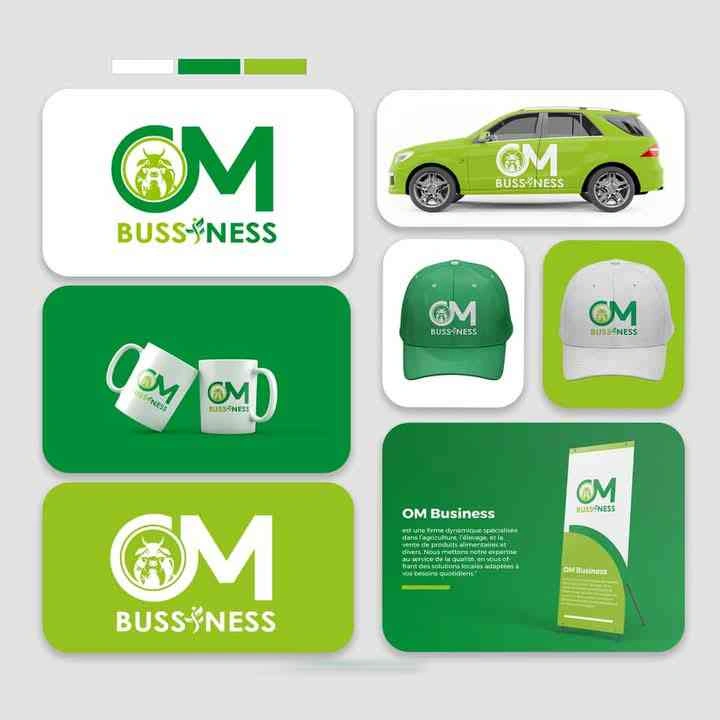 OM
BUSSINESS
OM
BUSSINESS
OM
BUSSINESS
OM
BUSSINESS
OM
BUSSINESS
OM
BUSSINESS
OM
BUSSINESS
OM Business
est une firme dynamique spécialisée
dans l'agriculture, l'élevage, et la
vente de produits alimentaires et
divers. Nous mettons notre expertise
au service de la qualité, en vous of-
frant des solutions locales adaptées à
vos besoins quotidiens."
OM
BUSSINESS
OM Business